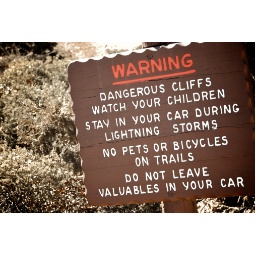 WARNING
DANGEROUS CLIFFS
WATCH YOUR CHILDREN
STAY IN YOUR CAR DURING
LIGHTNING STORMS
NO PETS OR BICYCLES
ON TRAILS
DO NOT LEAVE
VALUABLES IN YOUR CAR